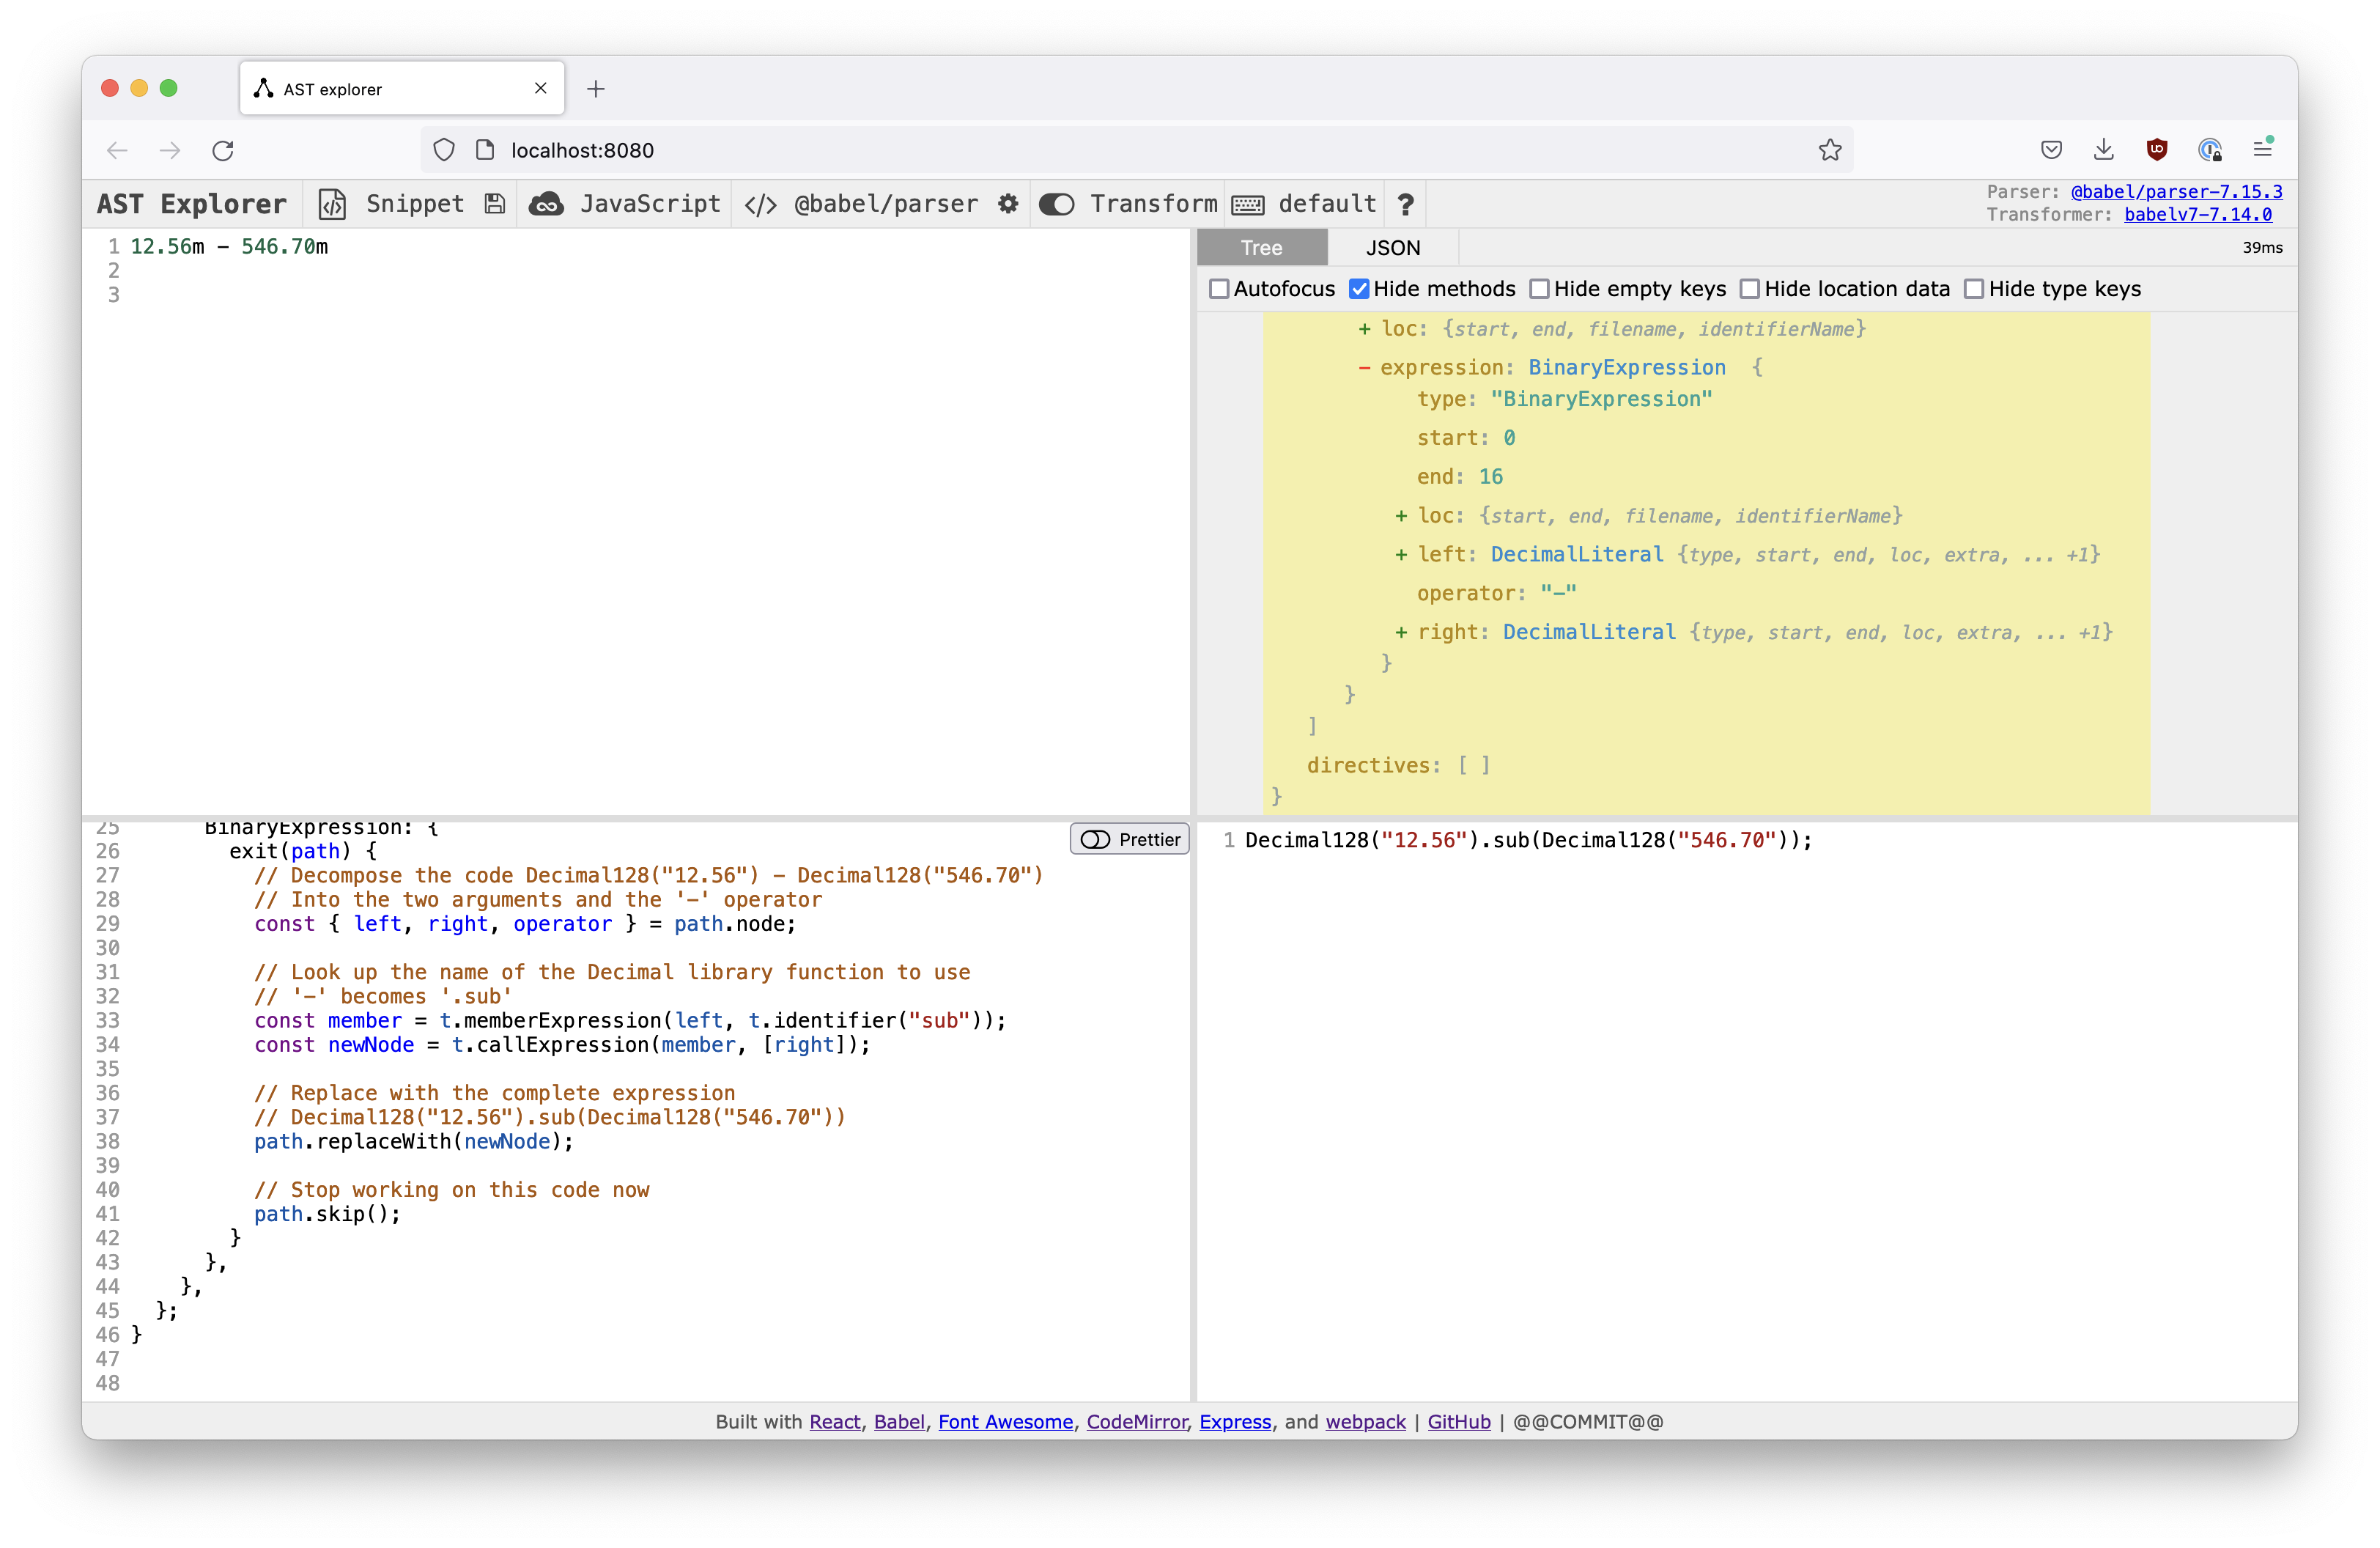 AST explorer
localhost:8080
AST Explorer Snippet JavaScript </> @babel/parser Transform default ?
Parser: @babel/parser-7.15.3
Transformer: babelv7-7.14.0
1 12.56m - 546.70m
2
3
Tree JSON 39ms
Autofocus Hide methods Hide empty keys Hide location data Hide type keys
+ loc: {start, end, filename, identifierName}
- expression: BinaryExpression {
type: "BinaryExpression"
start: 0
end: 16
+ loc: {start, end, filename, identifierName}
+ left: DecimalLiteral {type, start, end, loc, extra, ... +1}
operator: "-"
+ right: DecimalLiteral {type, start, end, loc, extra, ... +1}
}
}
]
directives: [ ]
}
25 BinaryExpression: {
Prettier
26 exit(path) {
27 // Decompose the code Decimal128("12.56") - Decimal128("546.70")
28 // Into the two arguments and the '-' operator
29 const { left, right, operator } = path.node;
30
31 // Look up the name of the Decimal library function to use
32 // '-' becomes '.sub'
33 const member = t.memberExpression(left, t.identifier("sub"));
34 const newNode = t.callExpression(member, [right]);
35
36 // Replace with the complete expression
37 // Decimal128("12.56").sub(Decimal128("546.70"))
38 path.replaceWith(newNode);
39
40 // Stop working on this code now
41 path.skip();
42 }
43 },
44 },
45 };
46 }
47
48
1 Decimal128("12.56").sub(Decimal128("546.70"));
Built with React, Babel, Font Awesome, CodeMirror, Express, and webpack | GitHub | @@COMMIT@@